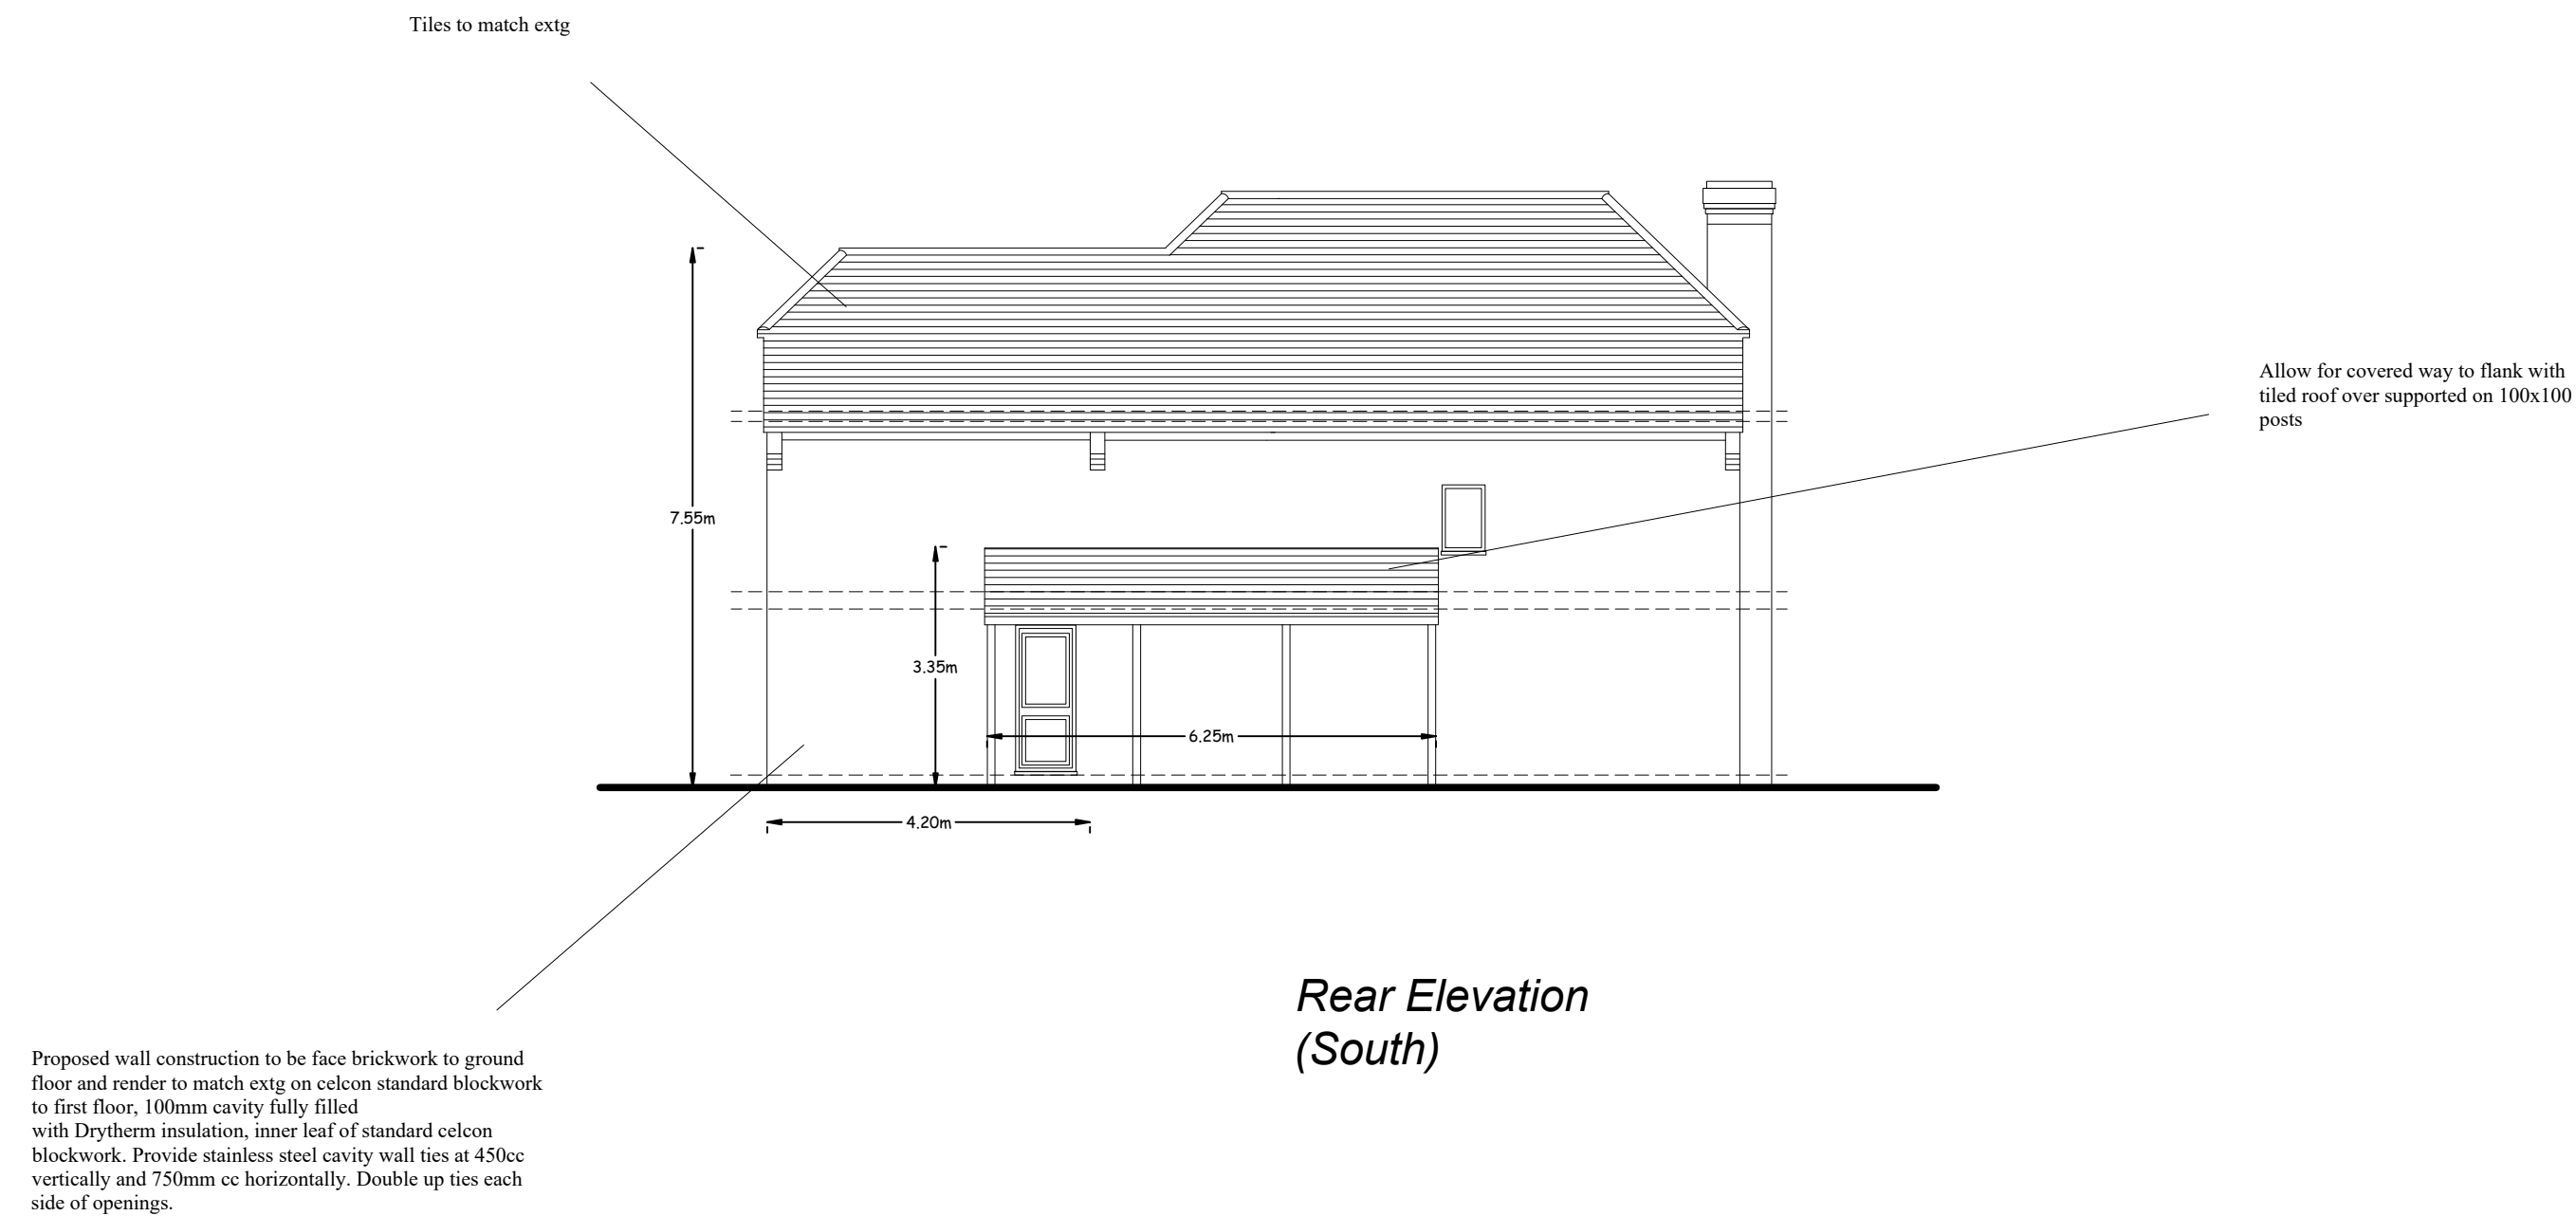 Tiles to match extg
Allow for covered way to flank with
tiled roof over supported on 100x100
posts
7.55m
3.35m
6.25m
4.20m
Rear Elevation
(South)
Proposed wall construction to be face brickwork to ground
floor and render to match extg on celcon standard blockwork
to first floor, 100mm cavity fully filled
with Drytherm insulation, inner leaf of standard celcon
blockwork. Provide stainless steel cavity wall ties at 450cc
vertically and 750mm cc horizontally. Double up ties each
side of openings.